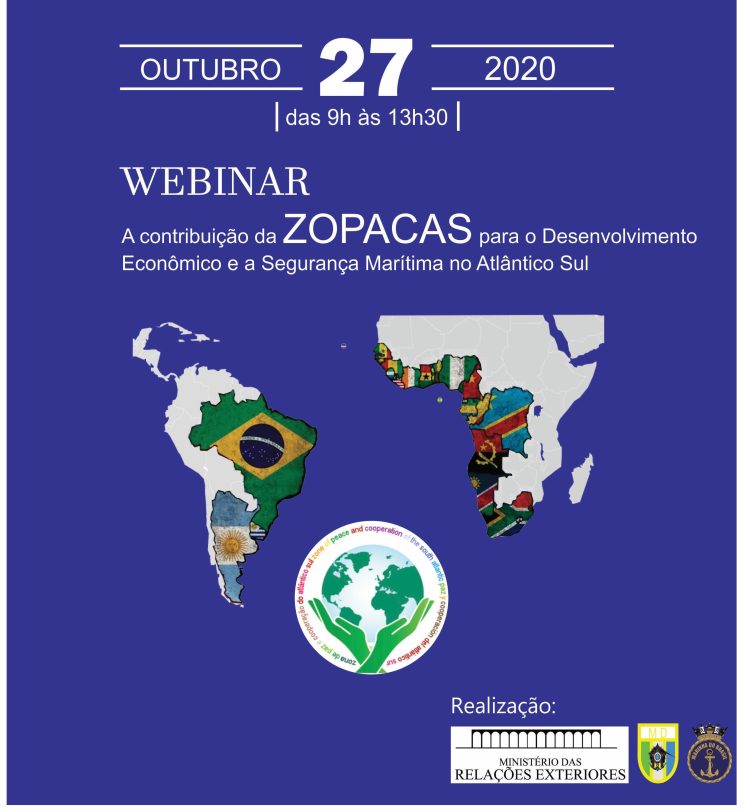 OUTUBRO 27 2020
das 9h às 13h30
WEBINAR
A contribuição da ZOPACAS para o Desenvolvimento
Econômico e a Segurança Marítima no Atlântico Sul
zona de paz e cooperação do atlântico sul zone of peace and cooperation of the south atlantic paz y cooperación del atlántico sur
Realização:
MINISTÉRIO DAS
RELAÇÕES EXTERIORES
M D
MARINHA DO BRASIL